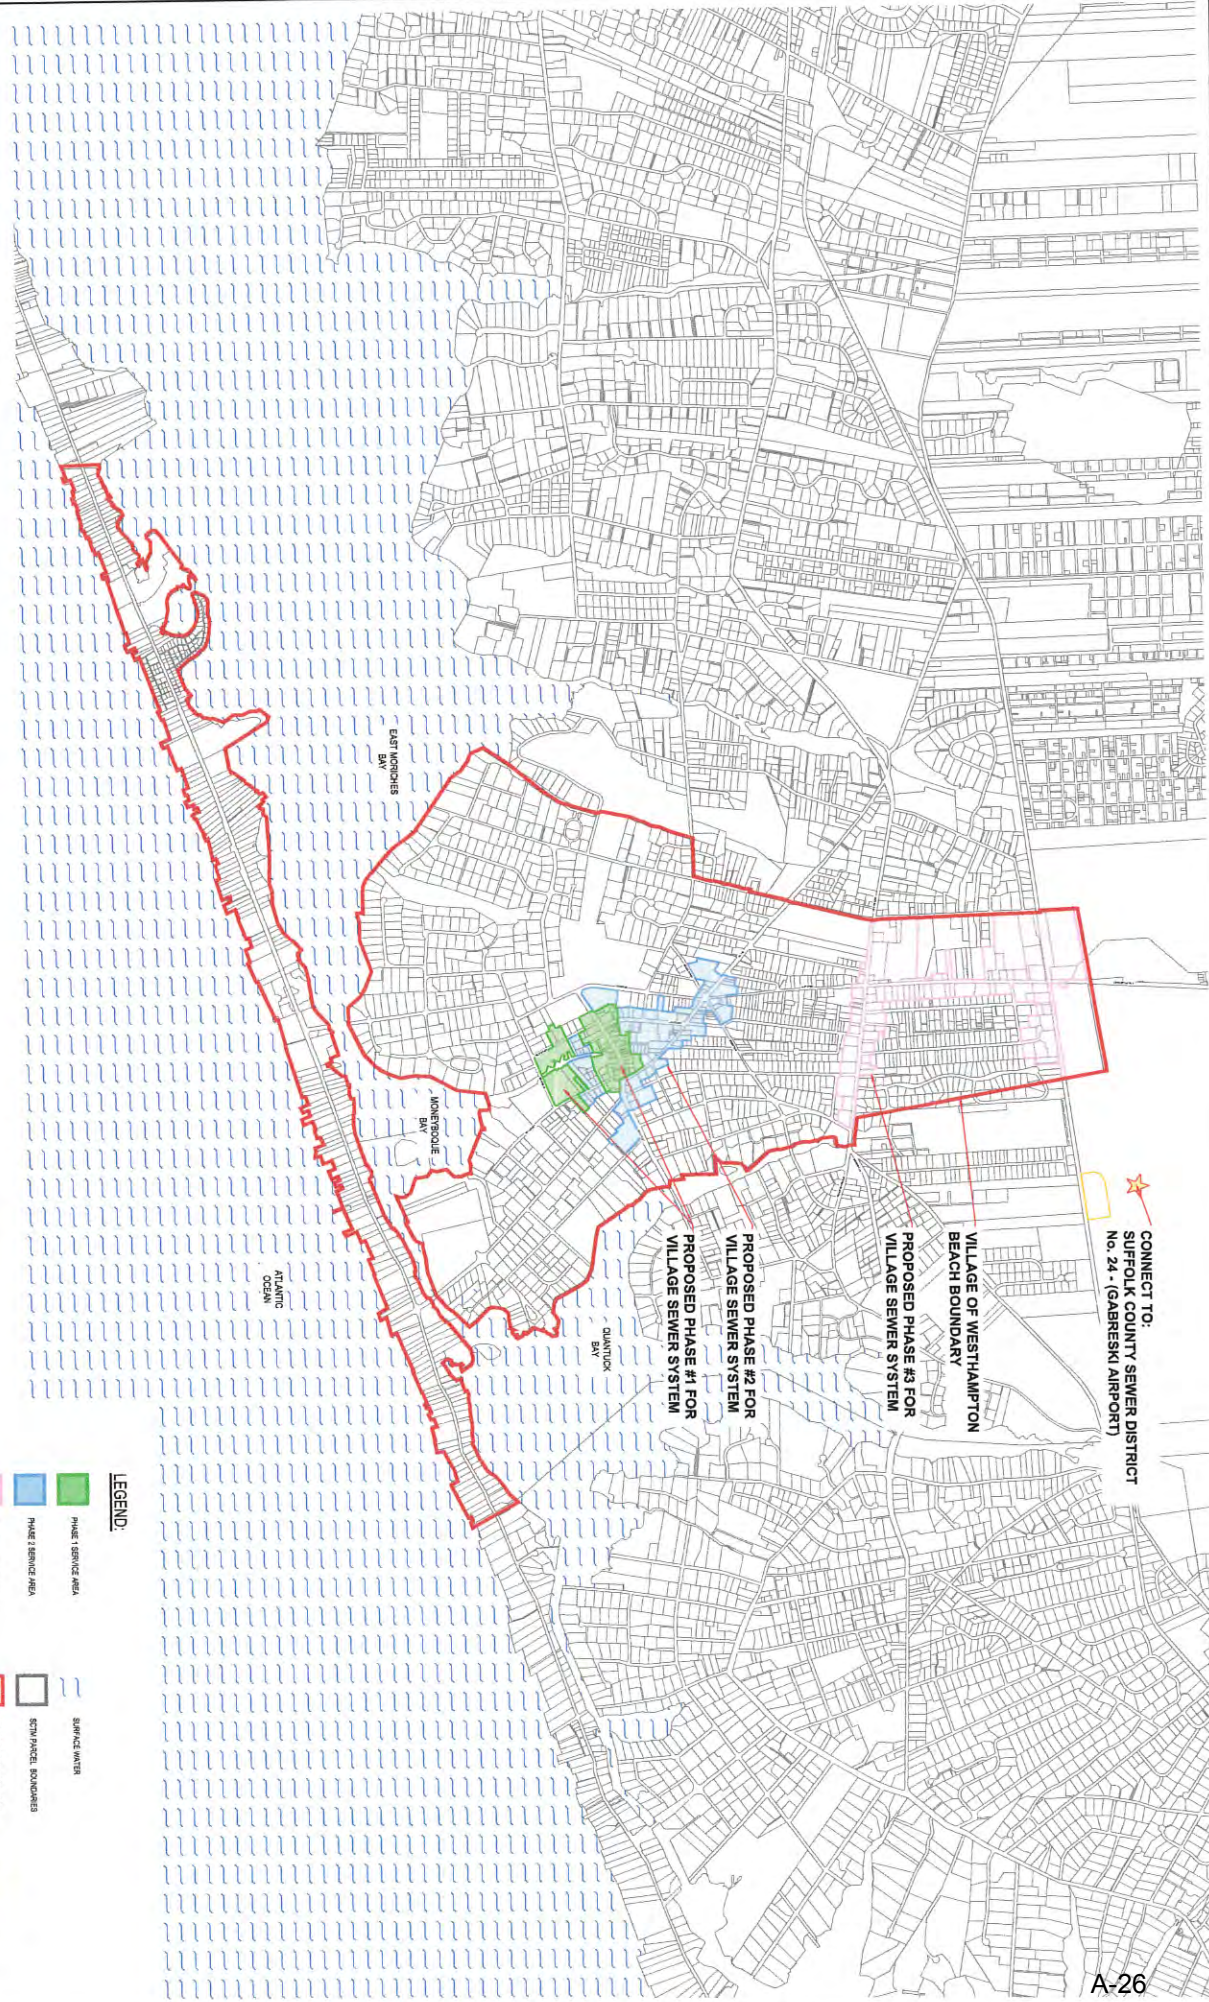 CONNECT TO:
SUFFOLK COUNTY SEWER DISTRICT
No. 24 - (GABRESKI AIRPORT)
VILLAGE OF WESTHAMPTON
BEACH BOUNDARY
PROPOSED PHASE #3 FOR
VILLAGE SEWER SYSTEM
PROPOSED PHASE #2 FOR
VILLAGE SEWER SYSTEM
PROPOSED PHASE #1 FOR
VILLAGE SEWER SYSTEM
QUANTUCK
BAY
EAST MORICHES
BAY
MONEYBOGUE
BAY
ATLANTIC
OCEAN
LEGEND:
PHASE 1 SERVICE AREA
PHASE 2 SERVICE AREA
SURFACE WATER
SCTM PARCEL BOUNDARIES
A-26